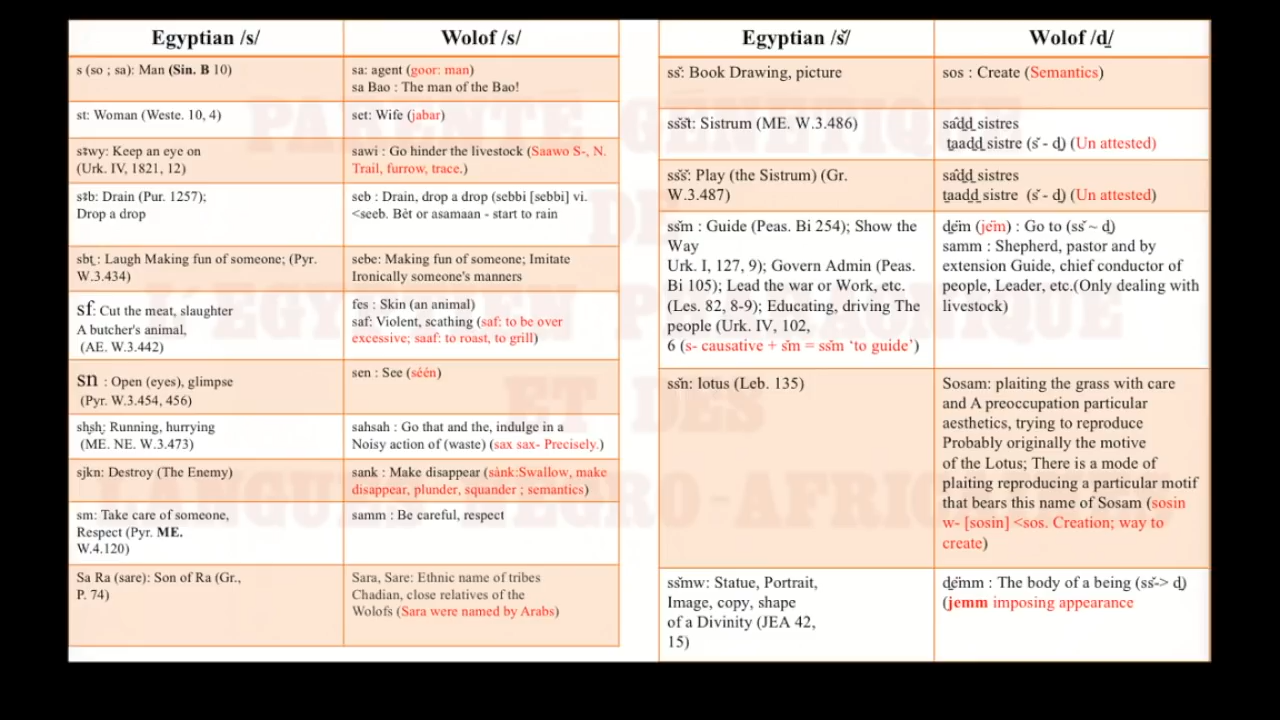 Egyptian /s/
Wolof /s/
s (so ; sa): Man (Sin. B 10)
sa: agent (goor: man)
sa Bao : The man of the Bao!
st: Woman (Weste. 10, 4)
set: Wife (jabar)
sꜣwy: Keep an eye on
(Urk. IV, 1821, 12)
sawi : Go hinder the livestock (Saawo S-, N.
Trail, furrow, trace.)
sꜣb: Drain (Pur. 1257);
Drop a drop
seb : Drain, drop a drop (sebbi [sebbi] vi.
<seeb. Bèt or asamaan - start to rain
sbṯ : Laugh Making fun of someone; (Pyr.
W.3.434)
sebe: Making fun of someone; Imitate
Ironically someone's manners
sf: Cut the meat, slaughter
A butcher's animal,
(AE. W.3.442)
fes : Skin (an animal)
saf: Violent, scathing (saf: to be over
excessive; saaf: to roast, to grill)
sn : Open (eyes), glimpse
(Pyr. W.3.454, 456)
sen : See (séén)
sḫsḫ: Running, hurrying
(ME. NE. W.3.473)
sahsah : Go that and the, indulge in a
Noisy action of (waste) (sax sax- Precisely.)
sjkn: Destroy (The Enemy)
sank : Make disappear (sànk:Swallow, make
disappear, plunder, squander ; semantics)
sm: Take care of someone,
Respect (Pyr. ME.
W.4.120)
samm : Be careful, respect
Sa Ra (sare): Son of Ra (Gr.,
P. 74)
Sara, Sare: Ethnic name of tribes
Chadian, close relatives of the
Wolofs (Sara were named by Arabs)
Egyptian /š/
Wolof /ḏ/
sš: Book Drawing, picture
sos : Create (Semantics)
sššt: Sistrum (ME. W.3.486)
sâḏḏ sistres
ṯaaḏḏ sistre (š - ḏ) (Un attested)
sšš: Play (the Sistrum) (Gr.
W.3.487)
sâḏḏ sistres
ṯaaḏḏ sistre (š - ḏ) (Un attested)
sšm : Guide (Peas. Bi 254); Show the
Way
Urk. I, 127, 9); Govern Admin (Peas.
Bi 105); Lead the war or Work, etc.
(Les. 82, 8-9); Educating, driving The
people (Urk. IV, 102,
6 (s- causative + šm = sšm ‘to guide’)
ḏëm (jëm) : Go to (sš ~ ḏ)
samm : Shepherd, pastor and by
extension Guide, chief conductor of
people, Leader, etc.(Only dealing with
livestock)
sšn: lotus (Leb. 135)
Sosam: plaiting the grass with care
and A preoccupation particular
aesthetics, trying to reproduce
Probably originally the motive
of the Lotus; There is a mode of
plaiting reproducing a particular motif
that bears this name of Sosam (sosin
w- [sosin] <sos. Creation; way to
create)
sšmw: Statue, Portrait,
Image, copy, shape
of a Divinity (JEA 42,
15)
ḏëmm : The body of a being (sš-> ḏ)
(jemm imposing appearance